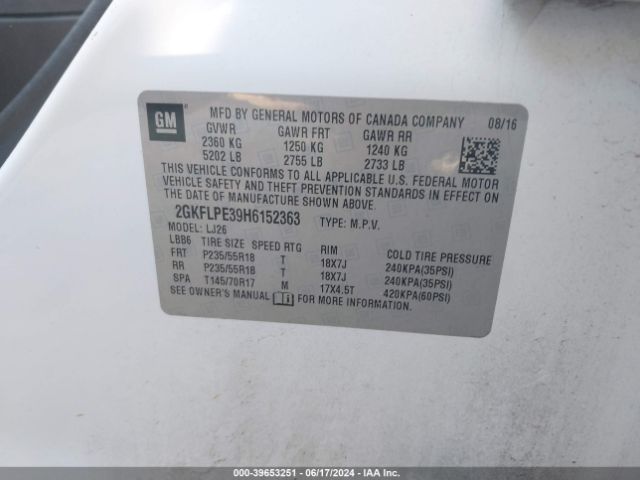 GM
MFD BY GENERAL MOTORS OF CANADA COMPANY 08/16
GVWR GAWR FRT GAWR RR
2360 KG 1250 KG 1240 KG
5202 LB 2755 LB 2733 LB
THIS VEHICLE CONFORMS TO ALL APPLICABLE U.S. FEDERAL MOTOR
VEHICLE SAFETY AND THEFT PREVENTION STANDARDS IN EFFECT ON
THE DATE OF MANUFACTURE SHOWN ABOVE.
2GKFLPE39H6152363 TYPE: M.P.V.
MODEL: LJ26
LBB6 TIRE SIZE SPEED RTG RIM COLD TIRE PRESSURE
FRT P235/55R18 T 18X7J 240KPA(35PSI)
RR P235/55R18 T 18X7J 240KPA(35PSI)
SPA T145/70R17 M 17X4.5T 420KPA(60PSI)
SEE OWNER'S MANUAL FOR MORE INFORMATION.
000-39653251 - 06/17/2024 - IAA Inc.